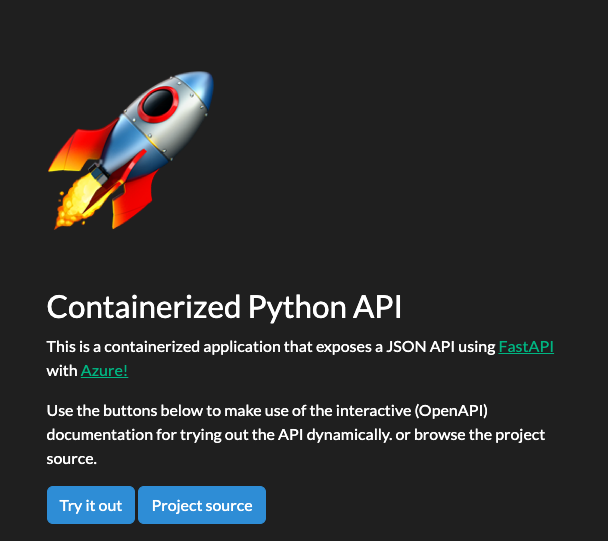 Containerized Python API
This is a containerized application that exposes a JSON API using FastAPI
with Azure!
Use the buttons below to make use of the interactive (OpenAPI)
documentation for trying out the API dynamically. or browse the project
source.
Try it out
Project source